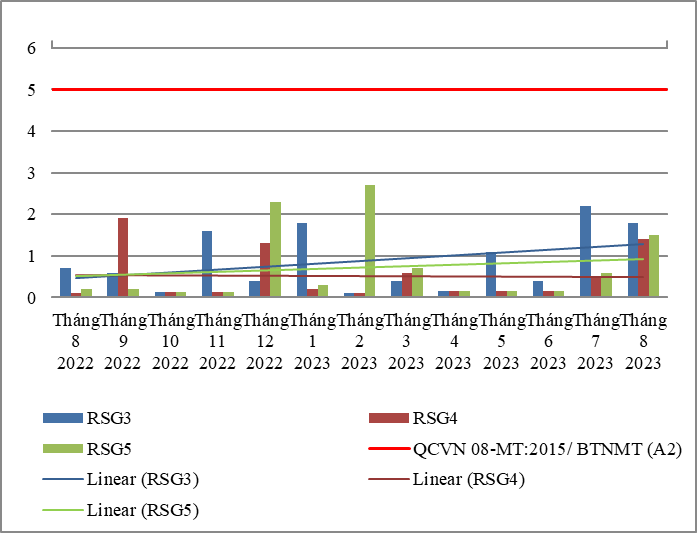 6
5
4
3
2
1
0
Tháng Tháng Tháng Tháng Tháng Tháng Tháng Tháng Tháng Tháng Tháng Tháng Tháng
8 9 10 11 12 1 2 3 4 5 6 7 8
2022 2022 2022 2022 2022 2023 2023 2023 2023 2023 2023 2023 2023
RSG3 RSG4
RSG5 QCVN 08-MT:2015/ BTNMT (A2)
Linear (RSG3) Linear (RSG4)
Linear (RSG5)